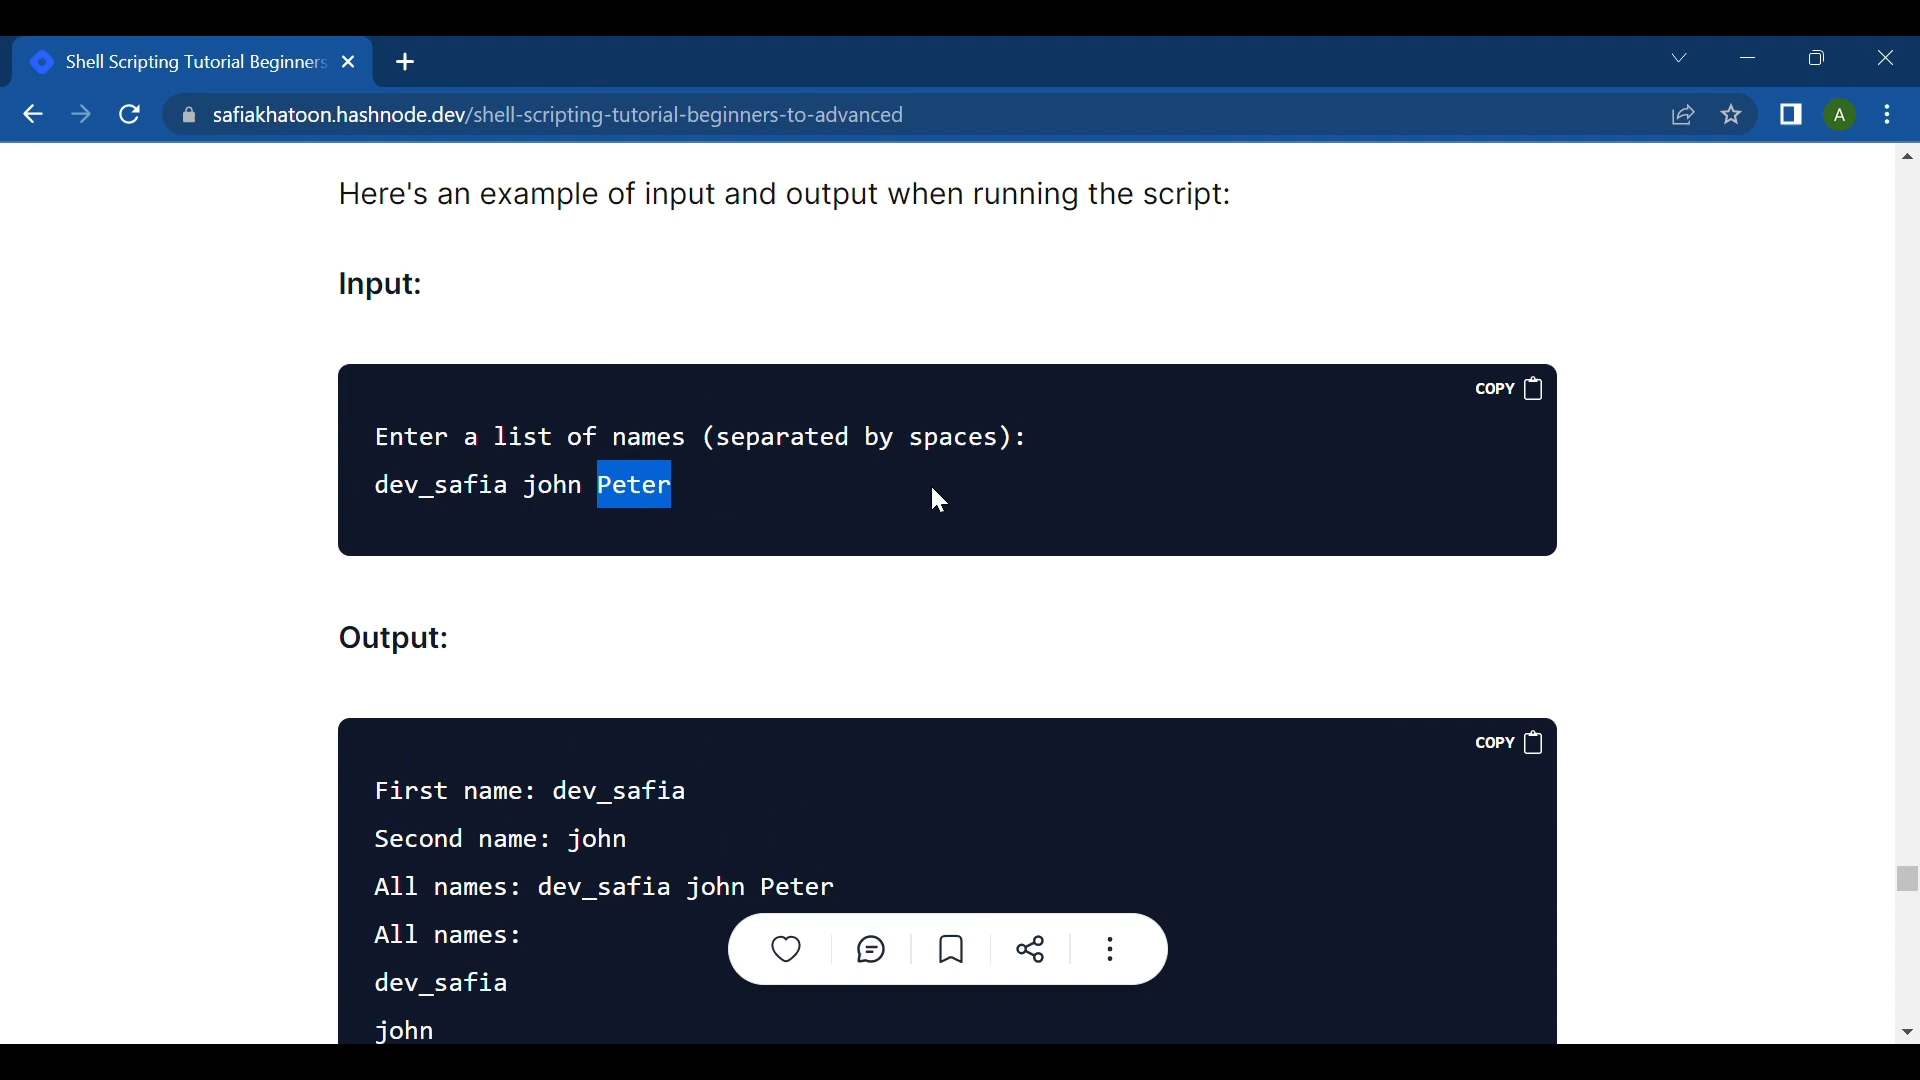 Shell Scripting Tutorial Beginners
safiakhatoon.hashnode.dev/shell-scripting-tutorial-beginners-to-advanced
A
Here's an example of input and output when running the script:
Input:
COPY
Enter a list of names (separated by spaces):
dev_safia john Peter
Output:
COPY
First name: dev_safia
Second name: john
All names: dev_safia john Peter
All names:
dev_safia
john